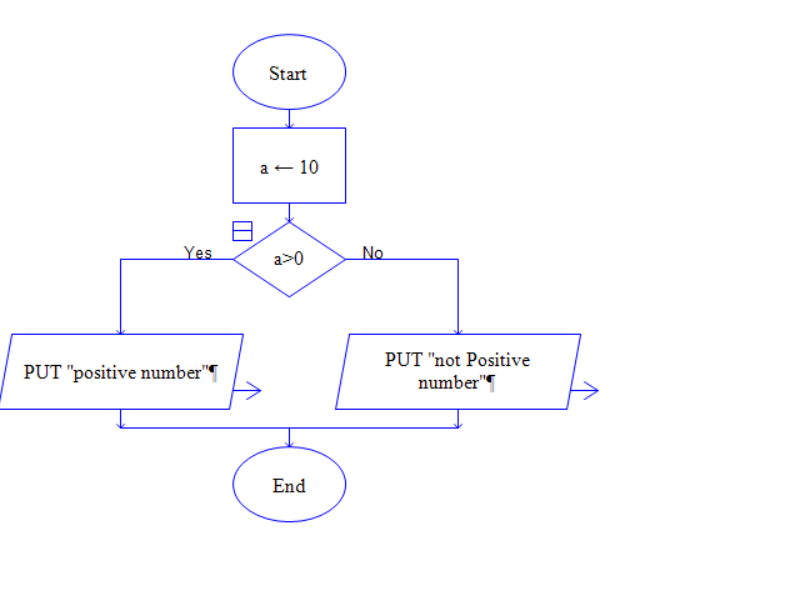 Start
a ← 10
Yes
a>0
No
PUT "positive number"¶
PUT "not Positive
number"¶
End